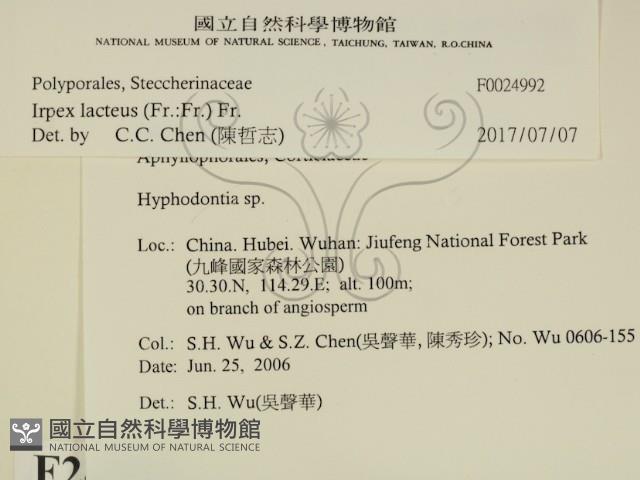 國立自然科學博物館
NATIONAL MUSEUM OF NATURAL SCIENCE, TAICHUNG, TAIWAN, R.O.CHINA
Polyporales, Steccherinaceae F0024992
Irpex lacteus (Fr.:Fr.) Fr.
Det. by C.C. Chen (陳哲志) 2017/07/07
Aphyllophorales, Corticiaceae
Hyphodontia sp.
Loc.: China. Hubei. Wuhan: Jiufeng National Forest Park
(九峰國家森林公園)
30.30.N, 114.29.E; alt. 100m;
on branch of angiosperm
Col.: S.H. Wu & S.Z. Chen(吳聲華, 陳秀珍); No. Wu 0606-155
Date: Jun. 25, 2006
Det.: S.H. Wu(吳聲華)
國立自然科學博物館
NATIONAL MUSEUM OF NATURAL SCIENCE
F2